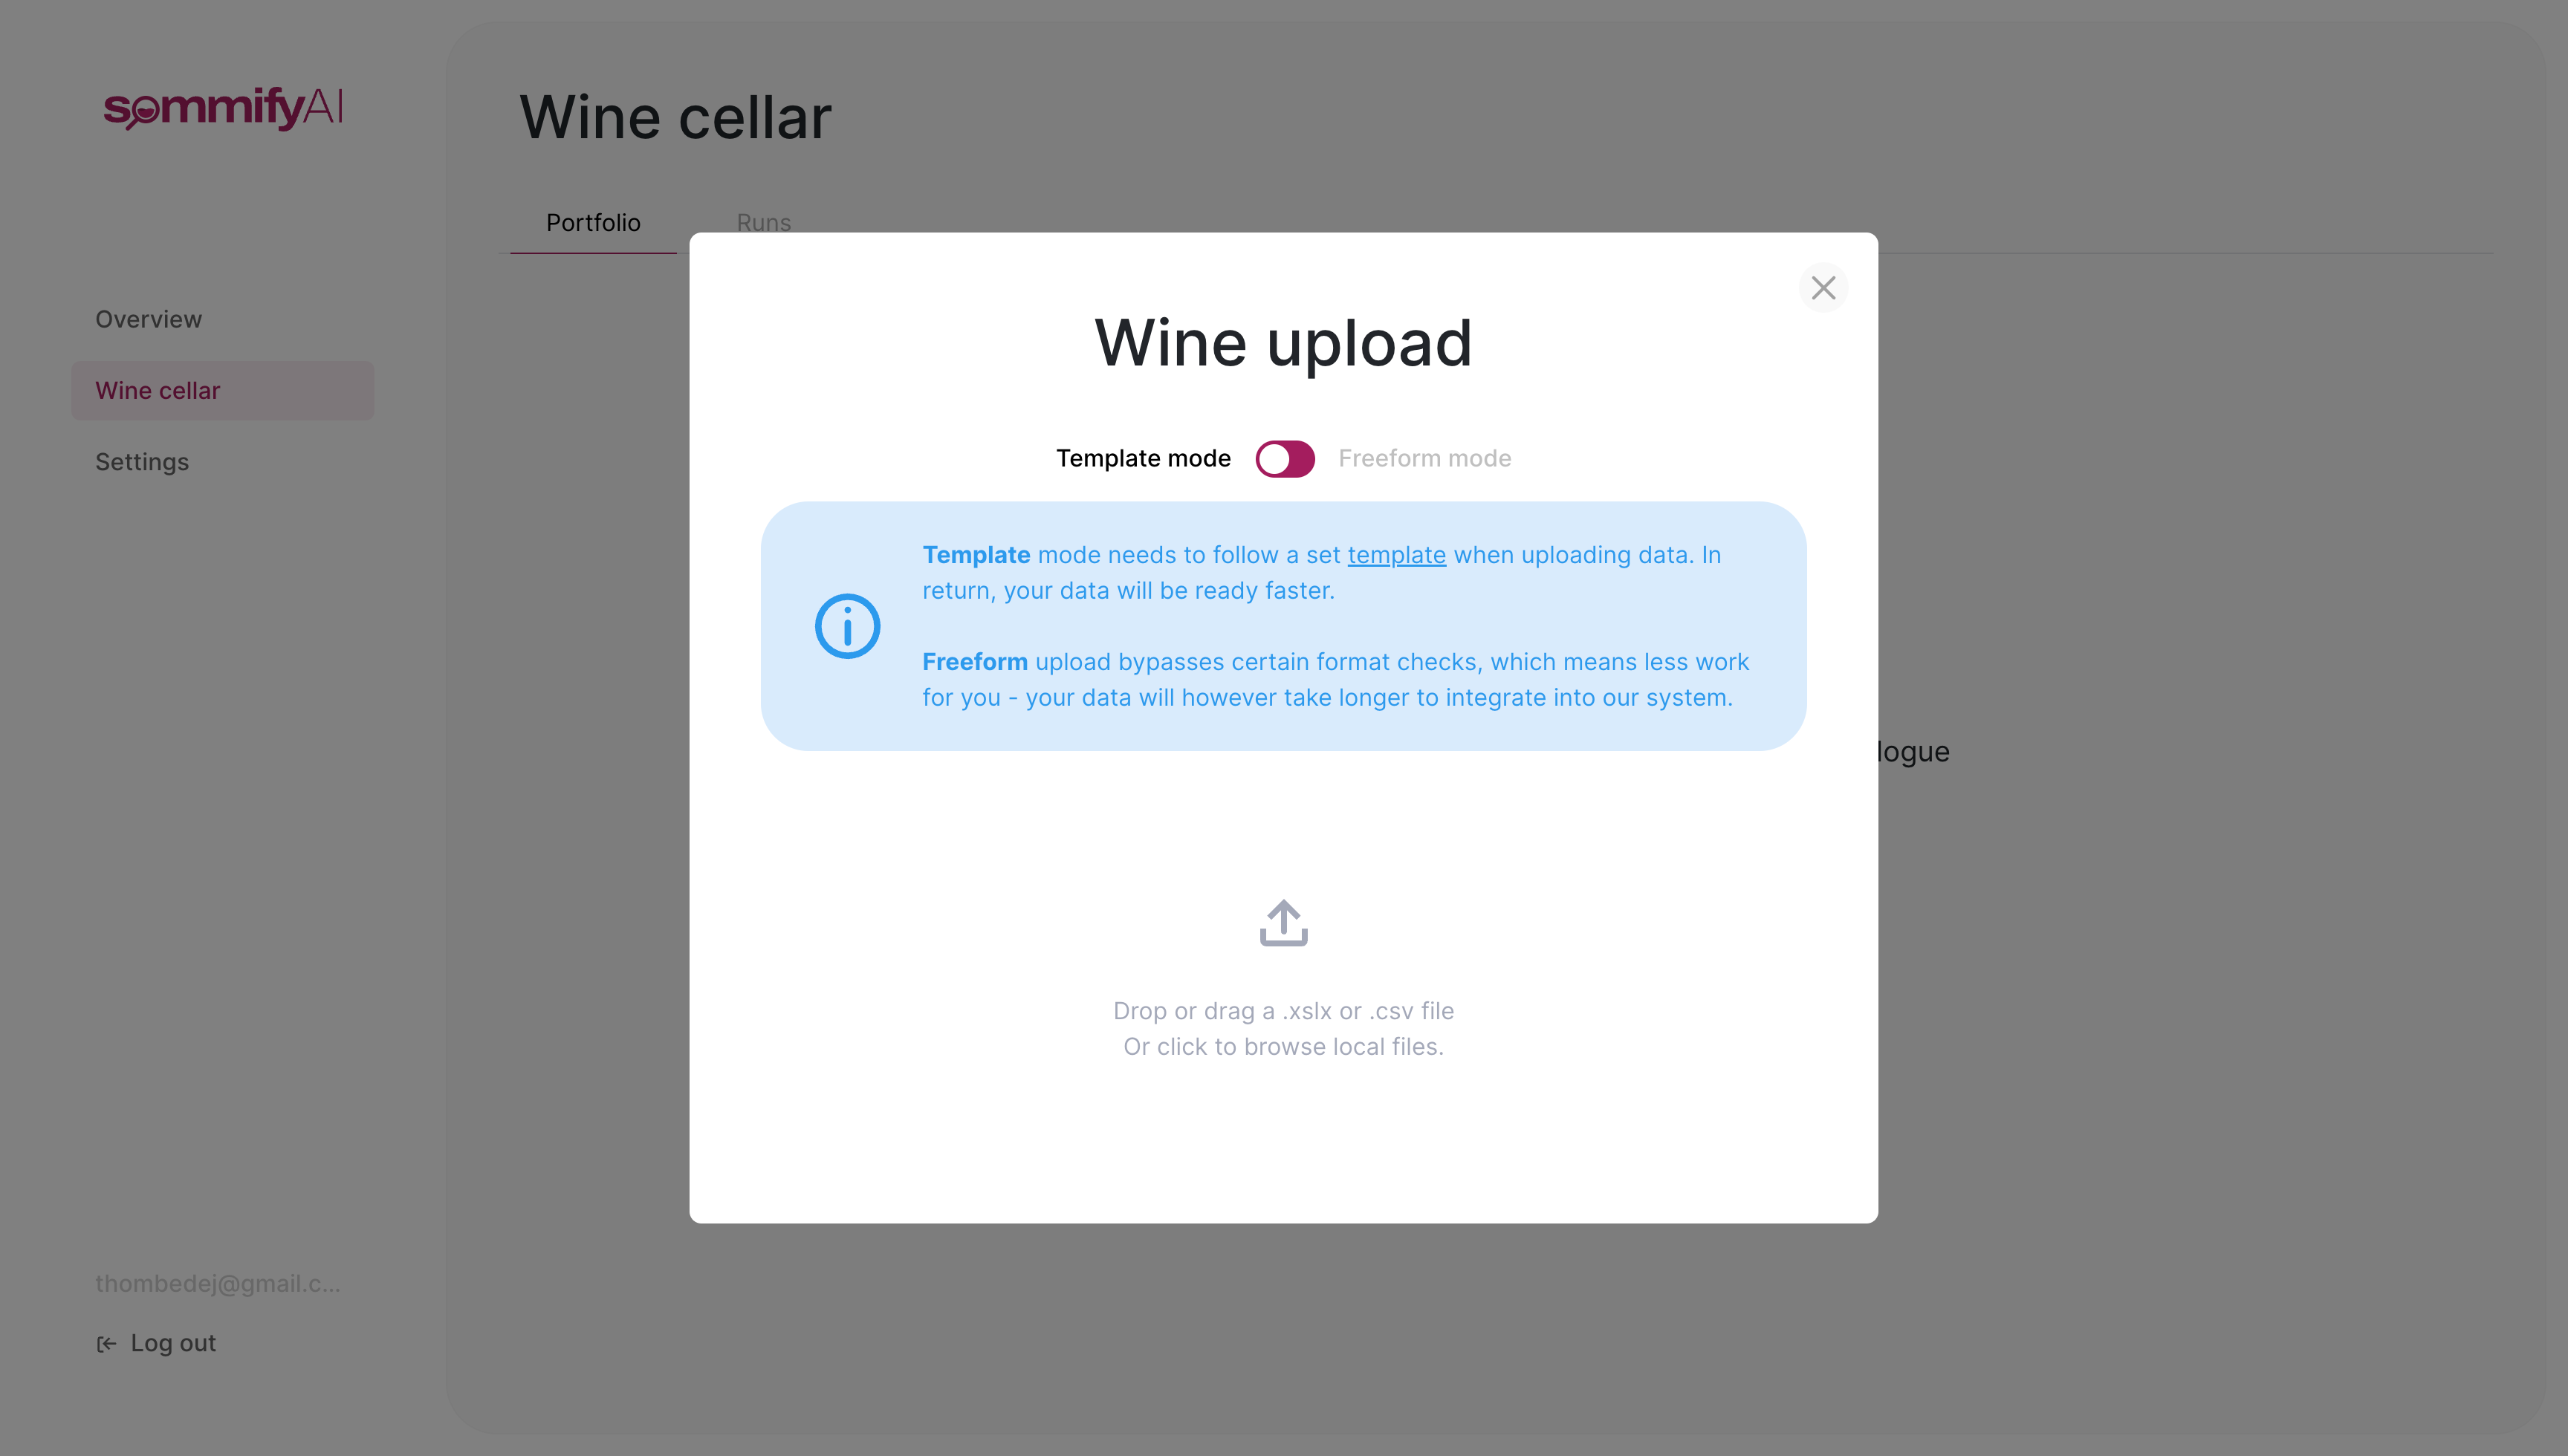 sommifyAI
Wine cellar
Portfolio
Runs
Overview
Wine cellar
Settings
Wine upload
Template mode
Freeform mode
Template mode needs to follow a set template when uploading data. In
return, your data will be ready faster.
Freeform upload bypasses certain format checks, which means less work
for you - your data will however take longer to integrate into our system.
logue
Drop or drag a .xslx or .csv file
Or click to browse local files.
thombedej@gmail.c...
Log out